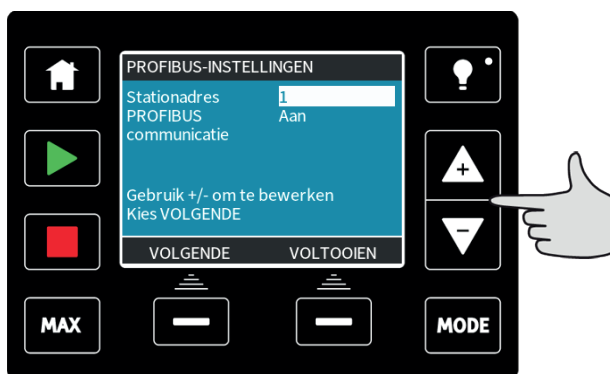 PROFIBUS-INSTELLINGEN
Stationadres 1
PROFIBUS Aan
communicatie
Gebruik +/- om te bewerken
Kies VOLGENDE
VOLGENDE VOLTOOIEN
+
-
MAX
MODE